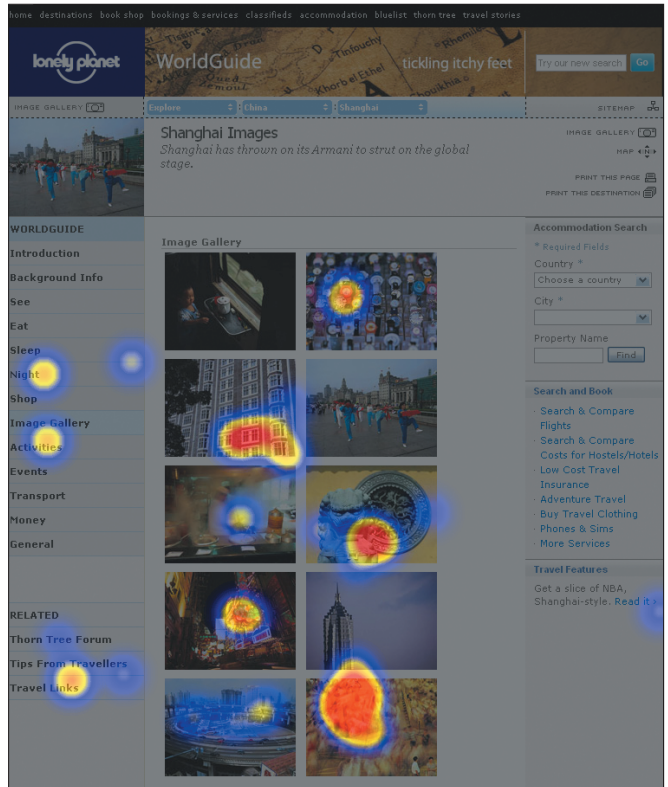 home destinations book shop bookings & services classifieds accommodation bluelist thorn tree travel stories
lonely planet
WorldGuide
tickling itchy feet
Try our new search Go
Tinfouchy
Rhemile
Oued
Khorb el Ethel
IMAGE GALLERY
Explore China Shanghai
SITEMAP
Shanghai Images
Shanghai has thrown on its Armani to strut on the global
stage.
IMAGE GALLERY
MAP
PRINT THIS PAGE
PRINT THIS DESTINATION
WORLDGUIDE
Introduction
Background Info
See
Eat
Sleep
Night
Shop
Image Gallery
Activities
Events
Transport
Money
General
RELATED
Thorn Tree Forum
Tips From Travellers
Travel Links
Image Gallery
Accommodation Search
* Required Fields
Country *
Choose a country
City *
Property Name
Find
Search and Book
· Search & Compare
Flights
· Search & Compare
Costs for Hostels/Hotels
· Low Cost Travel
Insurance
· Adventure Travel
· Buy Travel Clothing
· Phones & Sims
· More Services
Travel Features
Get a slice of NBA,
Shanghai-style. Read it ›